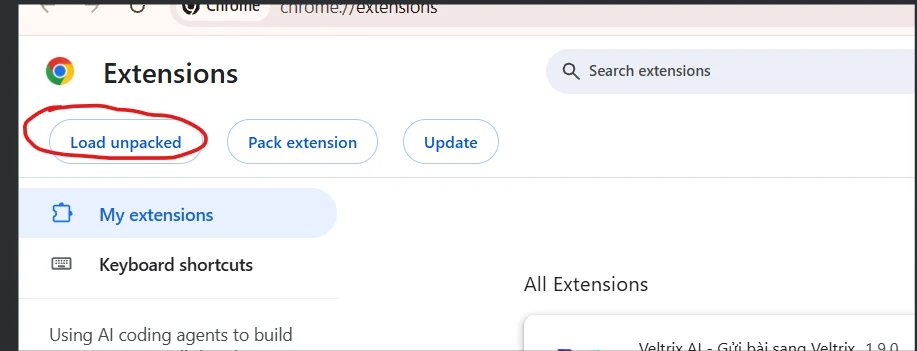 Chrome
chrome://extensions
Extensions
Search extensions
Load unpacked
Pack extension
Update
My extensions
Keyboard shortcuts
All Extensions
Using AI coding agents to build
Veltrix AI - Gửi bài sang Veltrix 1.9.0